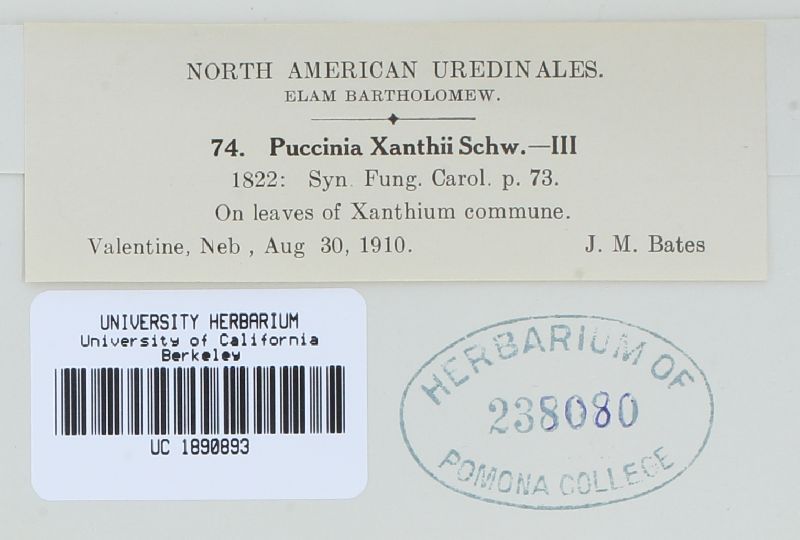 NORTH AMERICAN UREDINALES.
ELAM BARTHOLOMEW.
74. Puccinia Xanthii Schw.—III
1822: Syn. Fung. Carol. p. 73.
On leaves of Xanthium commune.
Valentine, Neb , Aug 30, 1910. J. M. Bates
UNIVERSITY HERBARIUM
University of California
Berkeley
UC 1890893
HERBARIUM OF
238080
POMONA COLLEGE